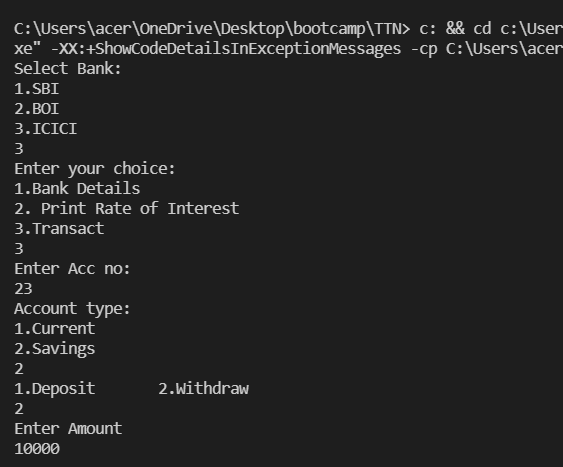 C:\Users\acer\OneDrive\Desktop\bootcamp\TTN> c: && cd c:\User
xe" -XX:+ShowCodeDetailsInExceptionMessages -cp C:\Users\acer
Select Bank:
1.SBI
2.BOI
3.ICICI
3
Enter your choice:
1.Bank Details
2. Print Rate of Interest
3.Transact
3
Enter Acc no:
23
Account type:
1.Current
2.Savings
2
1.Deposit       2.Withdraw
2
Enter Amount
10000